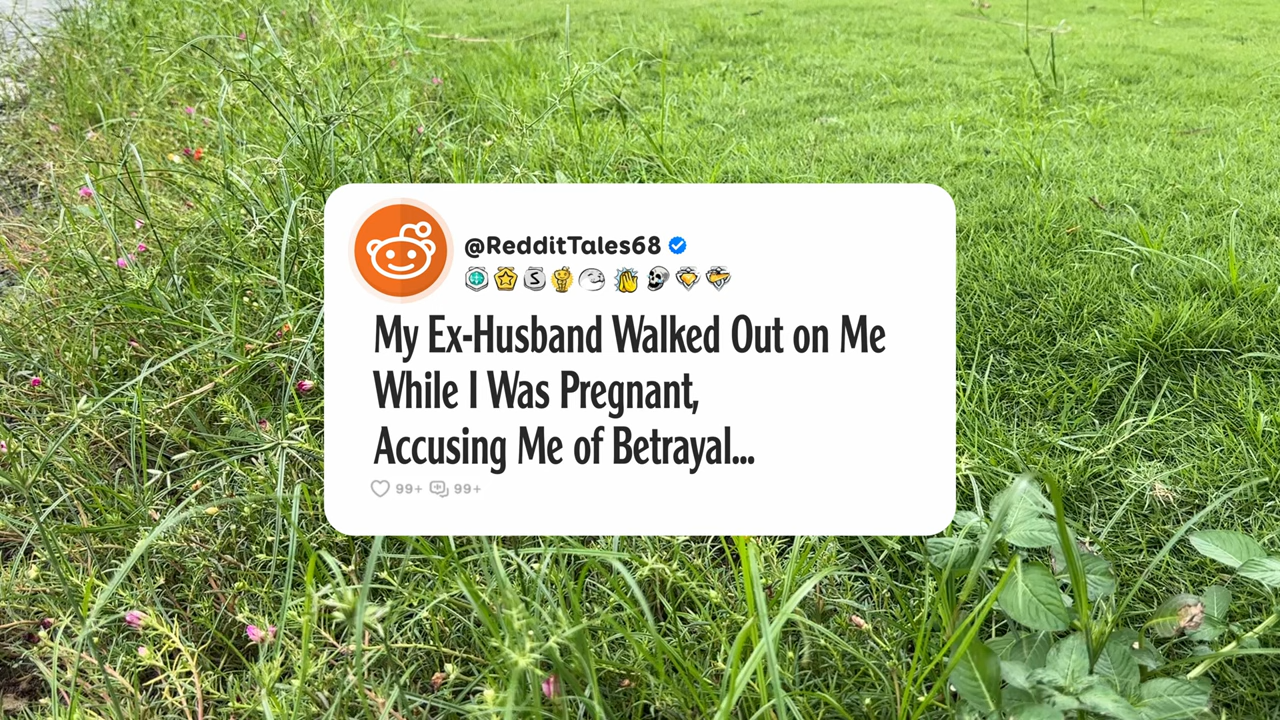 @RedditTales68
My Ex-Husband Walked Out on Me
While I Was Pregnant,
Accusing Me of Betrayal...
99+ 99+